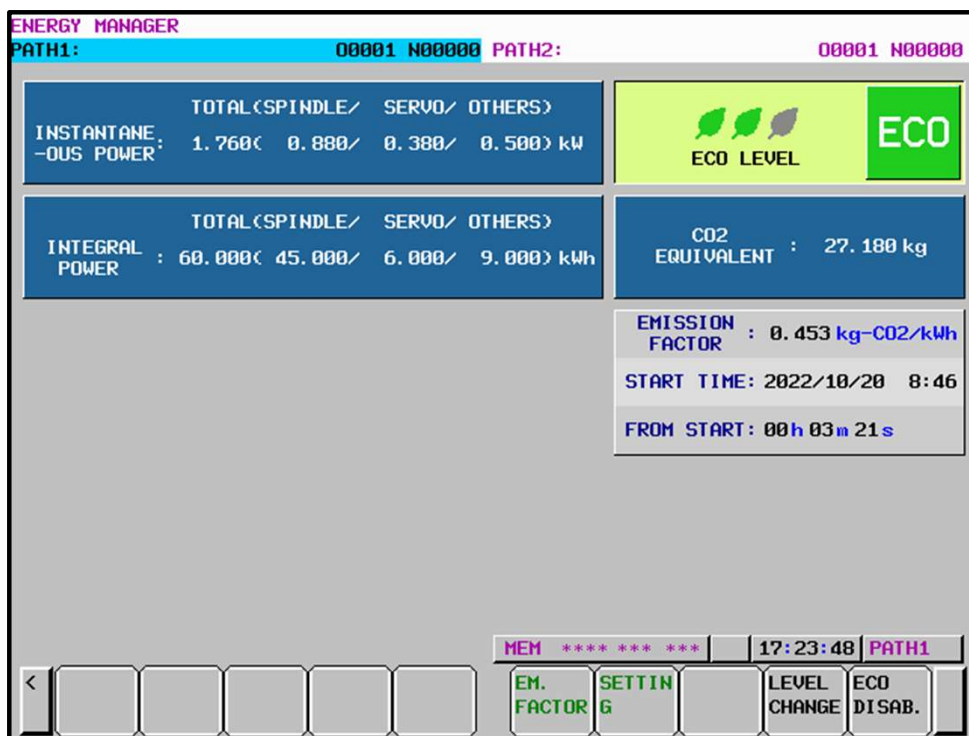 ENERGY MANAGER
PATH1: O0001 N00000 PATH2: O0001 N00000
TOTAL(SPINDLE/ SERVO/ OTHERS)
INSTANTANE
-OUS POWER: 1.760( 0.880/ 0.380/ 0.500) kW
ECO LEVEL
ECO
TOTAL(SPINDLE/ SERVO/ OTHERS)
INTEGRAL
POWER : 60.000( 45.000/ 6.000/ 9.000) kWh
CO2
EQUIVALENT : 27.180 kg
EMISSION
FACTOR : 0.453 kg-CO2/kWh
START TIME: 2022/10/20 8:46
FROM START: 00h 03m 21s
MEM **** *** *** 17:23:48 PATH1
<
EM.
FACTOR
SETTIN
G
LEVEL
CHANGE
ECO
DISAB.